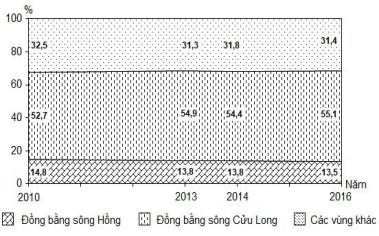 %
100
32,5 31,3 31,8 31,4
80
60
52,7 54,9 54,4 55,1
40
20
14,8 13,8 13,8 13,5
0
2010 2013 2014 2016 Năm
Đồng bằng sông Hồng Đồng bằng sông Cửu Long Các vùng khác